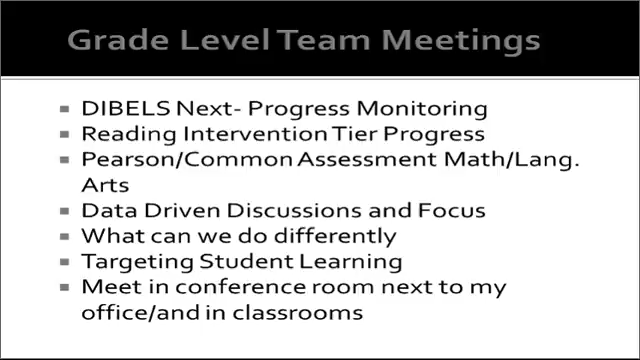 Grade Level Team Meetings
DIBELS Next- Progress Monitoring
Reading Intervention Tier Progress
Pearson/Common Assessment Math/Lang.
Arts
Data Driven Discussions and Focus
What can we do differently
Targeting Student Learning
Meet in conference room next to my
office/and in classrooms